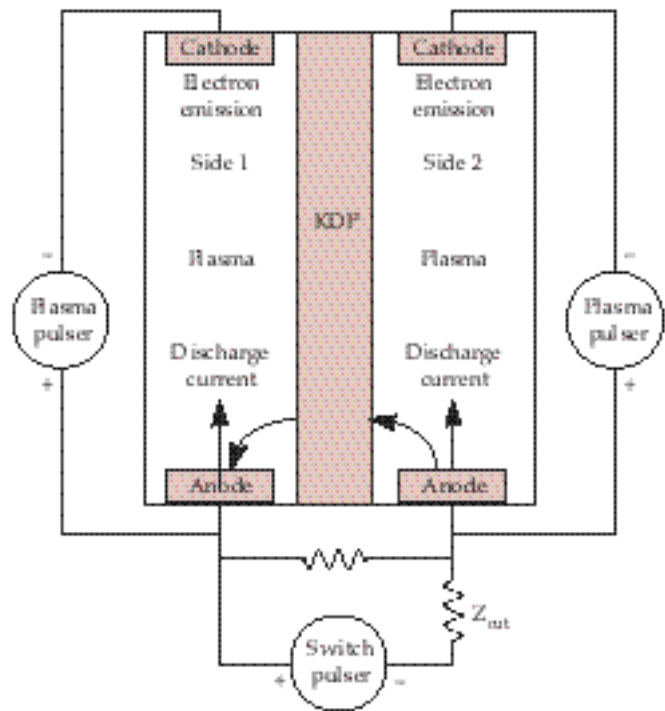 Cathode
Cathode
Electron
emission
Electron
emission
Side 1
Side 2
KDP
Plasma
Plasma
–
–
Plasma
pulser
Plasma
pulser
+
+
Discharge
current
Discharge
current
Anode
Anode
Zout
Switch
pulser
+
–